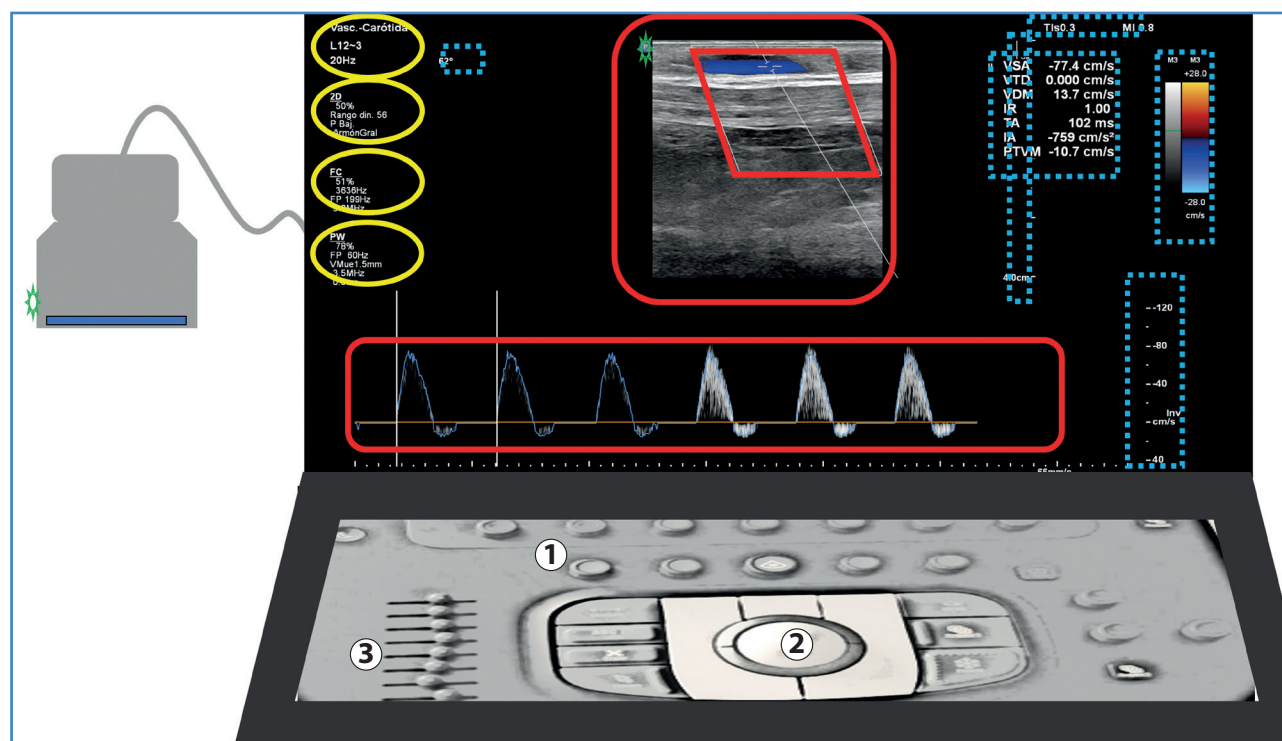 Vasc.-Carótida
L12~3
20Hz
62°
TIs0.3 MI 0.8
2D
50%
Rango din. 56
P Baj.
ArmónGral
FC
51%
3636Hz
FP 199Hz
PW
78%
FP 60Hz
VMue1.5mm
3.5MHz
VSA -77.4 cm/s
VTD 0.000 cm/s
VDM 13.7 cm/s
IR 1.00
TA 102 ms
IA -759 cm/s²
PTVM -10.7 cm/s
M3 M3
+28.0
-28.0
cm/s
4.0cm
-120
-80
-40
Inv
cm/s
40
1
2
3